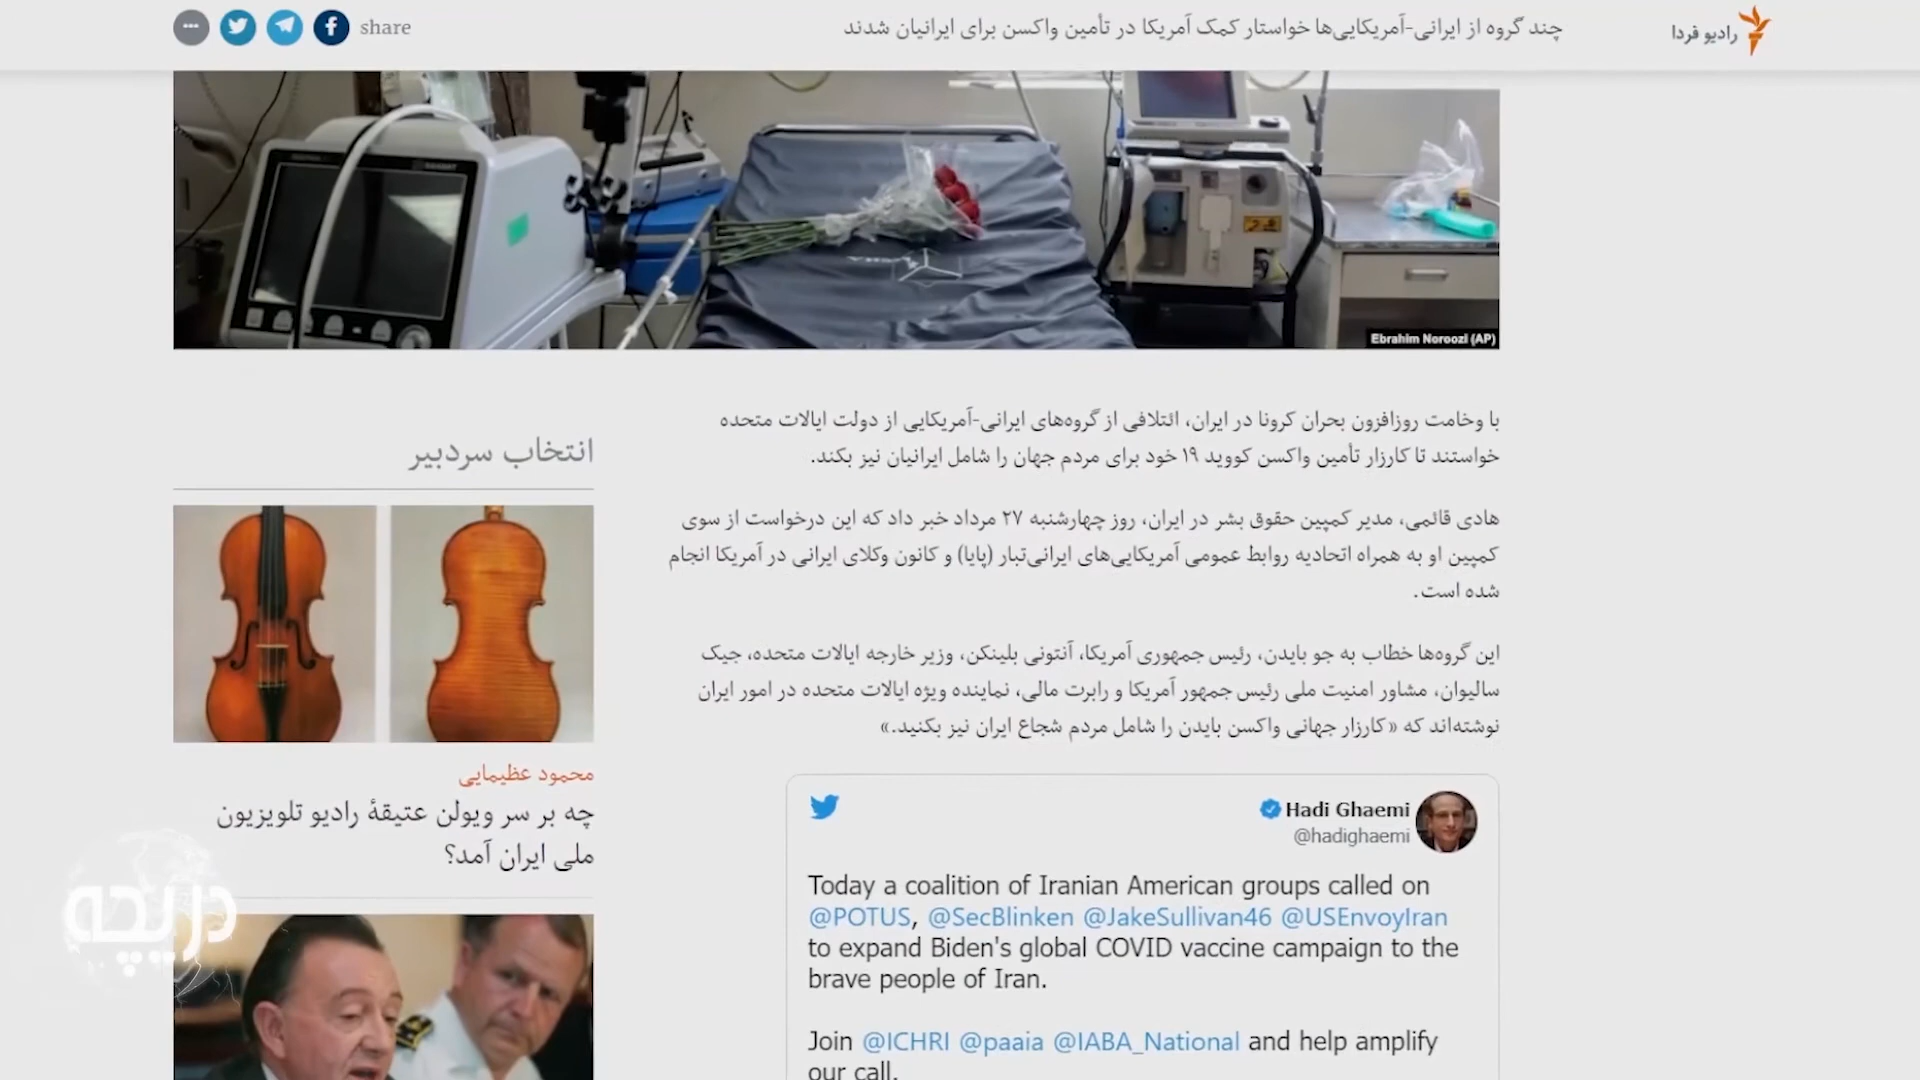 رادیو فردا
چند گروه از ایرانی-آمریکایی‌ها خواستار کمک آمریکا در تأمین واکسن برای ایرانیان شدند
share
Ebrahim Noroozi (AP)
با وخامت روزافزون بحران کرونا در ایران، ائتلافی از گروه‌های ایرانی-آمریکایی از دولت ایالات متحده
خواستند تا کارزار تأمین واکسن کووید ۱۹ خود برای مردم جهان را شامل ایرانیان نیز بکند.
هادی قائمی، مدیر کمپین حقوق بشر در ایران، روز چهارشنبه ۲۷ مرداد خبر داد که این درخواست از سوی
کمپین او به همراه اتحادیه روابط عمومی آمریکایی‌های ایرانی‌تبار (پایا) و کانون وکلای ایرانی در آمریکا انجام
شده است.
این گروه‌ها خطاب به جو بایدن، رئیس جمهوری آمریکا، آنتونی بلینکن، وزیر خارجه ایالات متحده، جیک
سالیوان، مشاور امنیت ملی رئیس جمهور آمریکا و رابرت مالی، نماینده ویژه ایالات متحده در امور ایران
نوشته‌اند که «کارزار جهانی واکسن بایدن را شامل مردم شجاع ایران نیز بکنید.»
Hadi Ghaemi
@hadighaemi
Today a coalition of Iranian American groups called on
@POTUS, @SecBlinken @JakeSullivan46 @USEnvoyIran
to expand Biden's global COVID vaccine campaign to the
brave people of Iran.
Join @ICHRI @paaia @IABA_National and help amplify
our call.
انتخاب سردبیر
محمود عظیمایی
چه بر سر ویولن عتیقهٔ رادیو تلویزیون
ملی ایران آمد؟
دریچه